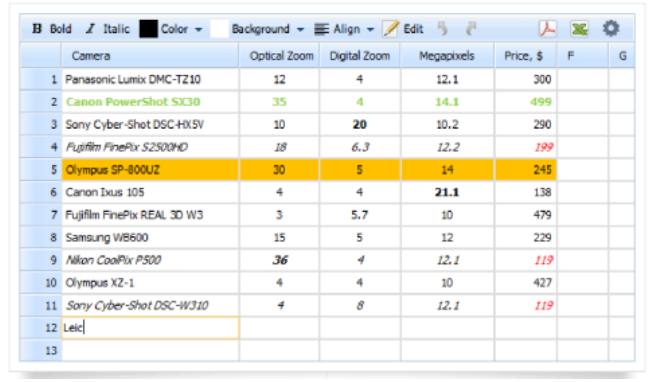 B Bold I Italic Color Background Align Edit
Camera Optical Zoom Digital Zoom Megapixels Price, $ F G
1 Panasonic Lumix DMC-TZ10 12 4 12.1 300
2 Canon PowerShot SX30 35 4 14.1 499
3 Sony Cyber-Shot DSC-HX5V 10 20 10.2 290
4 Fujifilm FinePix S2500HD 18 6.3 12.2 199
5 Olympus SP-800UZ 30 5 14 245
6 Canon Ixus 105 4 4 21.1 138
7 Fujifilm FinePix REAL 3D W3 3 5.7 10 479
8 Samsung WB600 15 5 12 229
9 Nikon CoolPix P500 36 4 12.1 119
10 Olympus XZ-1 4 4 10 427
11 Sony Cyber-Shot DSC-W310 4 8 12.1 119
12 Leic
13